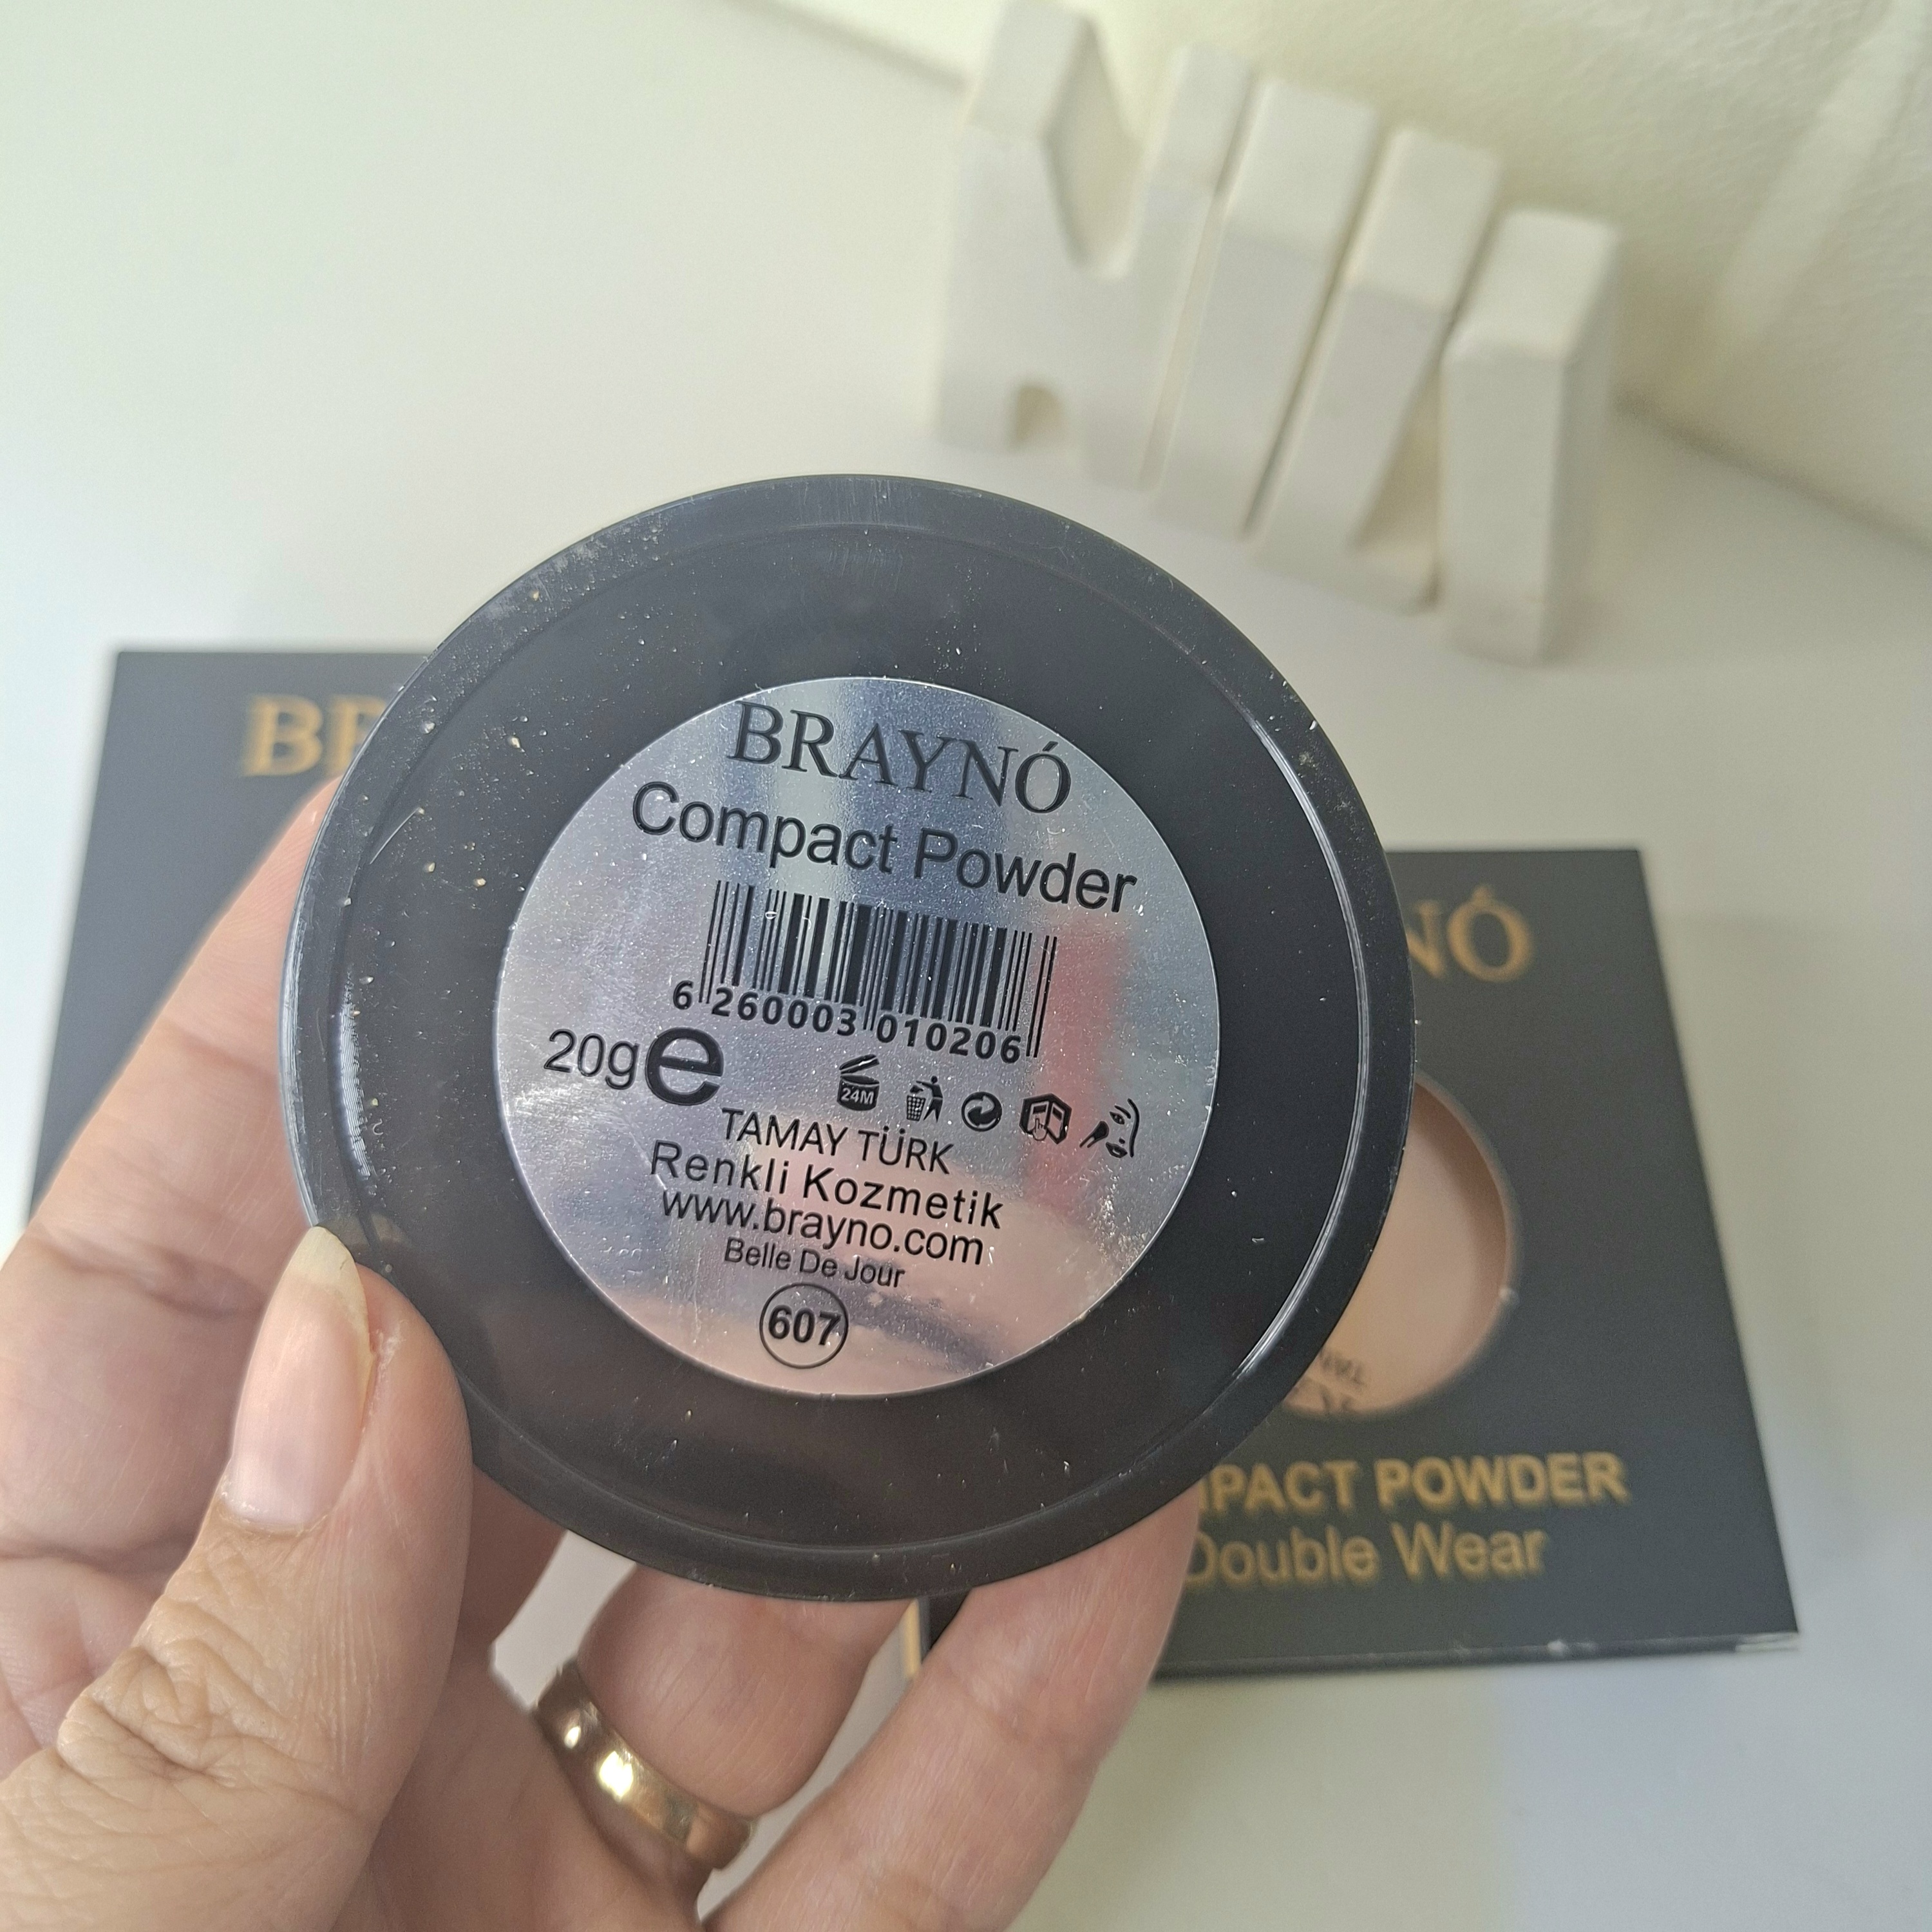 BRAYNÓ
Compact Powder
6 260003 010206
20g e
24M
TAMAY TÜRK
Renkli Kozmetik
www.brayno.com
Belle De Jour
607
BR
NÓ
MPACT POWDER
Double Wear